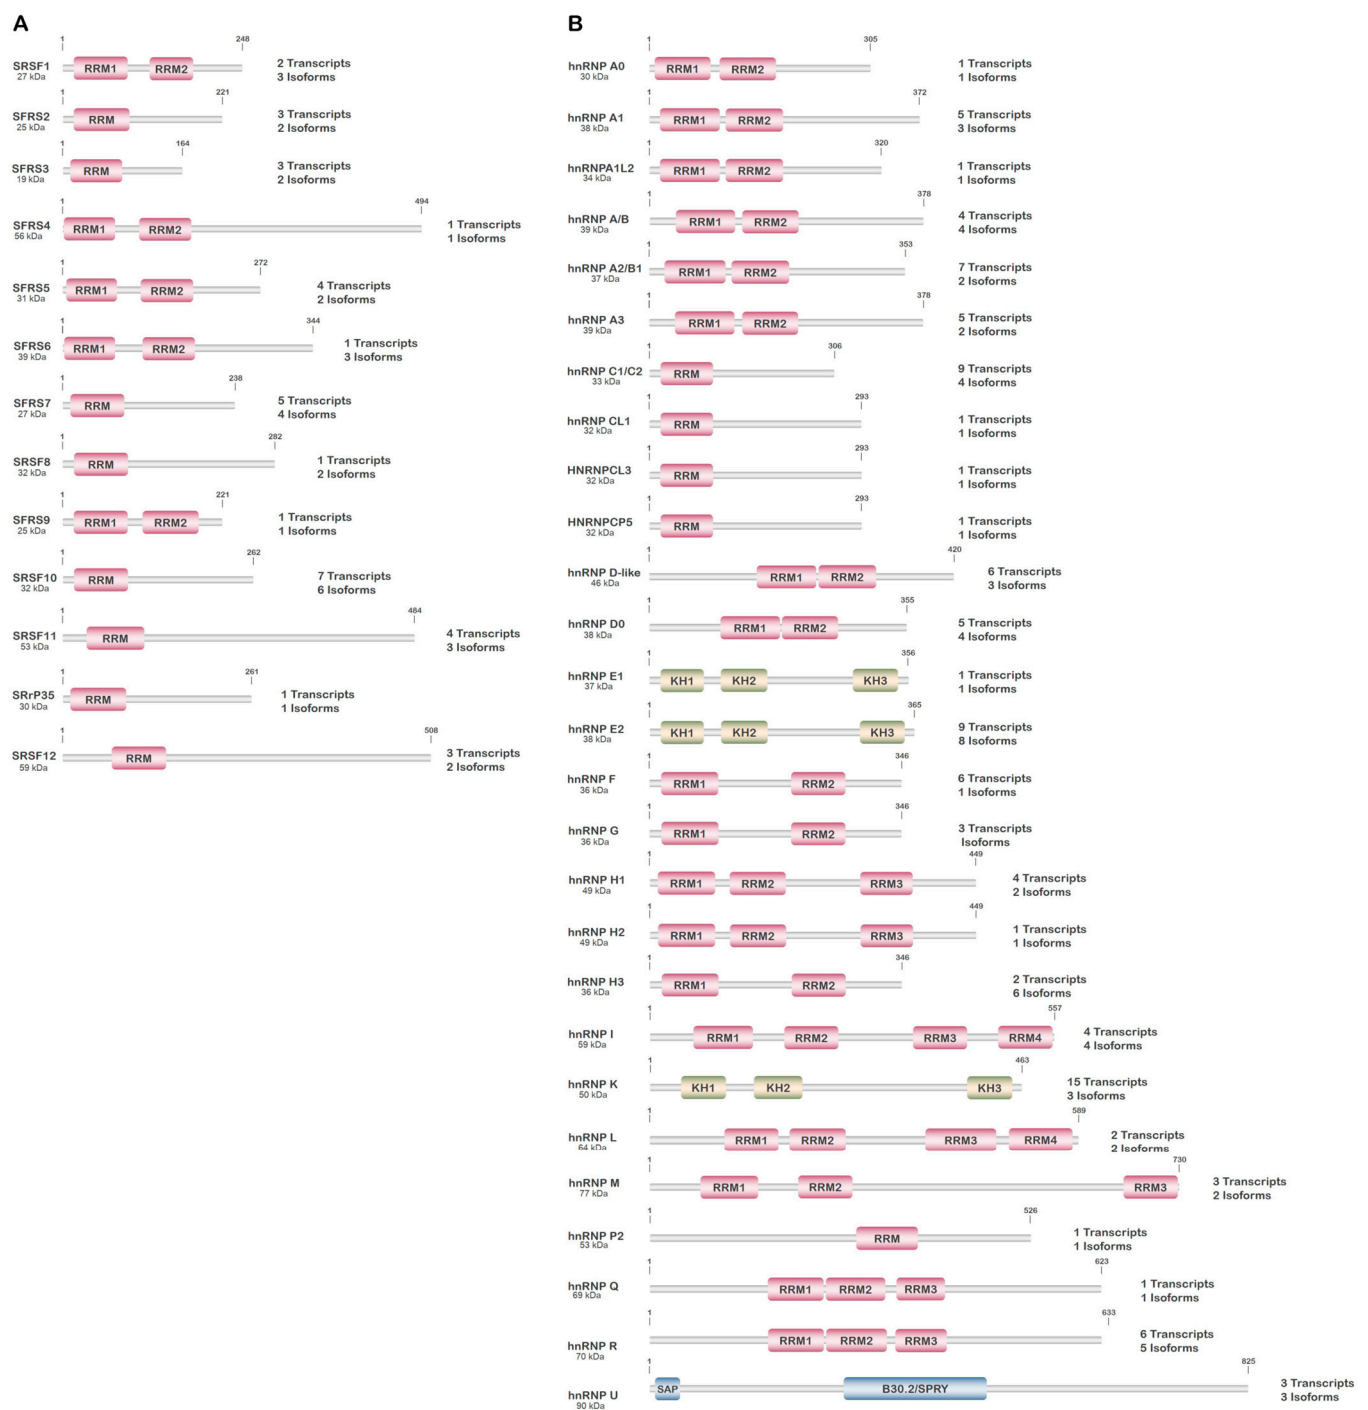 A
1 248
SRSF1 RRM1 RRM2 2 Transcripts
27 kDa 3 Isoforms
1 221
SFRS2 RRM 3 Transcripts
25 kDa 2 Isoforms
1 164
SFRS3 RRM 3 Transcripts
19 kDa 2 Isoforms
1 494
SFRS4 RRM1 RRM2 1 Transcripts
56 kDa 1 Isoforms
1 272
SFRS5 RRM1 RRM2 4 Transcripts
31 kDa 2 Isoforms
1 344
SFRS6 RRM1 RRM2 1 Transcripts
39 kDa 3 Isoforms
1 238
SFRS7 RRM 5 Transcripts
27 kDa 4 Isoforms
1 282
SRSF8 RRM 1 Transcripts
32 kDa 2 Isoforms
1 221
SFRS9 RRM1 RRM2 1 Transcripts
25 kDa 1 Isoforms
1 262
SRSF10 RRM 7 Transcripts
32 kDa 6 Isoforms
1 484
SRSF11 RRM 4 Transcripts
53 kDa 3 Isoforms
1 261
SRrP35 RRM 1 Transcripts
30 kDa 1 Isoforms
1 508
SRSF12 RRM 3 Transcripts
59 kDa 2 Isoforms
B
1 305
hnRNP A0 RRM1 RRM2 1 Transcripts
30 kDa 1 Isoforms
1 372
hnRNP A1 RRM1 RRM2 5 Transcripts
38 kDa 3 Isoforms
1 320
hnRNPA1L2 RRM1 RRM2 1 Transcripts
34 kDa 1 Isoforms
1 378
hnRNP A/B RRM1 RRM2 4 Transcripts
39 kDa 4 Isoforms
1 353
hnRNP A2/B1 RRM1 RRM2 7 Transcripts
37 kDa 2 Isoforms
1 378
hnRNP A3 RRM1 RRM2 5 Transcripts
39 kDa 2 Isoforms
1 306
hnRNP C1/C2 RRM 9 Transcripts
33 kDa 4 Isoforms
1 293
hnRNP CL1 RRM 1 Transcripts
32 kDa 1 Isoforms
1 293
HNRNPCL3 RRM 1 Transcripts
32 kDa 1 Isoforms
1 293
HNRNPCP5 RRM 1 Transcripts
32 kDa 1 Isoforms
1 420
hnRNP D-like RRM1 RRM2 6 Transcripts
46 kDa 3 Isoforms
1 355
hnRNP D0 RRM1 RRM2 5 Transcripts
38 kDa 4 Isoforms
1 356
hnRNP E1 KH1 KH2 KH3 1 Transcripts
37 kDa 1 Isoforms
1 365
hnRNP E2 KH1 KH2 KH3 9 Transcripts
38 kDa 8 Isoforms
1 346
hnRNP F RRM1 RRM2 6 Transcripts
36 kDa 1 Isoforms
1 346
hnRNP G RRM1 RRM2 3 Transcripts
36 kDa Isoforms
1 449
hnRNP H1 RRM1 RRM2 RRM3 4 Transcripts
49 kDa 2 Isoforms
1 449
hnRNP H2 RRM1 RRM2 RRM3 1 Transcripts
49 kDa 1 Isoforms
1 346
hnRNP H3 RRM1 RRM2 2 Transcripts
36 kDa 6 Isoforms
1 557
hnRNP I RRM1 RRM2 RRM3 RRM4 4 Transcripts
59 kDa 4 Isoforms
1 463
hnRNP K KH1 KH2 KH3 15 Transcripts
50 kDa 3 Isoforms
1 589
hnRNP L RRM1 RRM2 RRM3 RRM4 2 Transcripts
64 kDa 2 Isoforms
1 730
hnRNP M RRM1 RRM2 RRM3 3 Transcripts
77 kDa 2 Isoforms
1 526
hnRNP P2 RRM 1 Transcripts
53 kDa 1 Isoforms
1 623
hnRNP Q RRM1 RRM2 RRM3 1 Transcripts
69 kDa 1 Isoforms
1 633
hnRNP R RRM1 RRM2 RRM3 6 Transcripts
70 kDa 5 Isoforms
1 825
hnRNP U SAP B30.2/SPRY 3 Transcripts
90 kDa 3 Isoforms